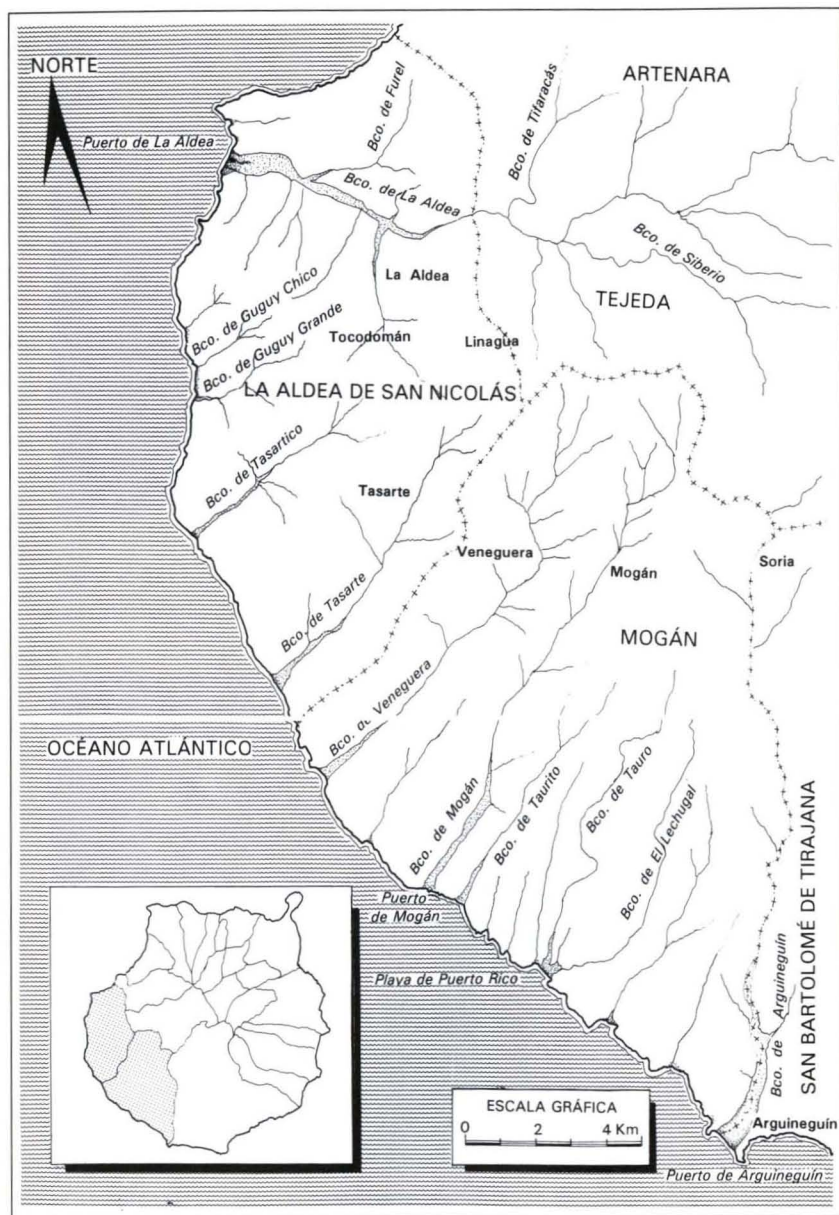 NORTE
ARTENARA
Puerto de La Aldea
Bco. de Furel
Bco. de Tifaracás
Bco. de La Aldea
Bco. de Siberio
La Aldea
TEJEDA
Bco. de Guguy Chico
Bco. de Guguy Grande
Tocodomán
Linagua
LA ALDEA DE SAN NICOLÁS
Bco. de Tasartico
Tasarte
Veneguera
Soria
Mogán
Bco. de Tasarte
MOGÁN
Bco. de Veneguera
OCÉANO ATLÁNTICO
Bco. de Mogán
Bco. de Taurito
Bco. de Tauro
Bco. de El Lechugal
SAN BARTOLOMÉ DE TIRAJANA
Puerto
de Mogán
Playa de Puerto Rico
Bco. de Arguineguín
ESCALA GRÁFICA
0 2 4 Km
Arguineguín
Puerto de Arguineguín